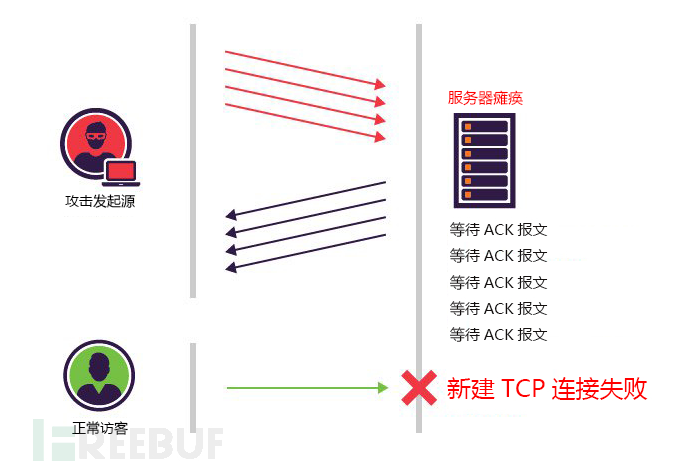 服务器瘫痪
攻击发起源
等待 ACK 报文
等待 ACK 报文
等待 ACK 报文
等待 ACK 报文
等待 ACK 报文
新建 TCP 连接失败
正常访客
FREEBUF